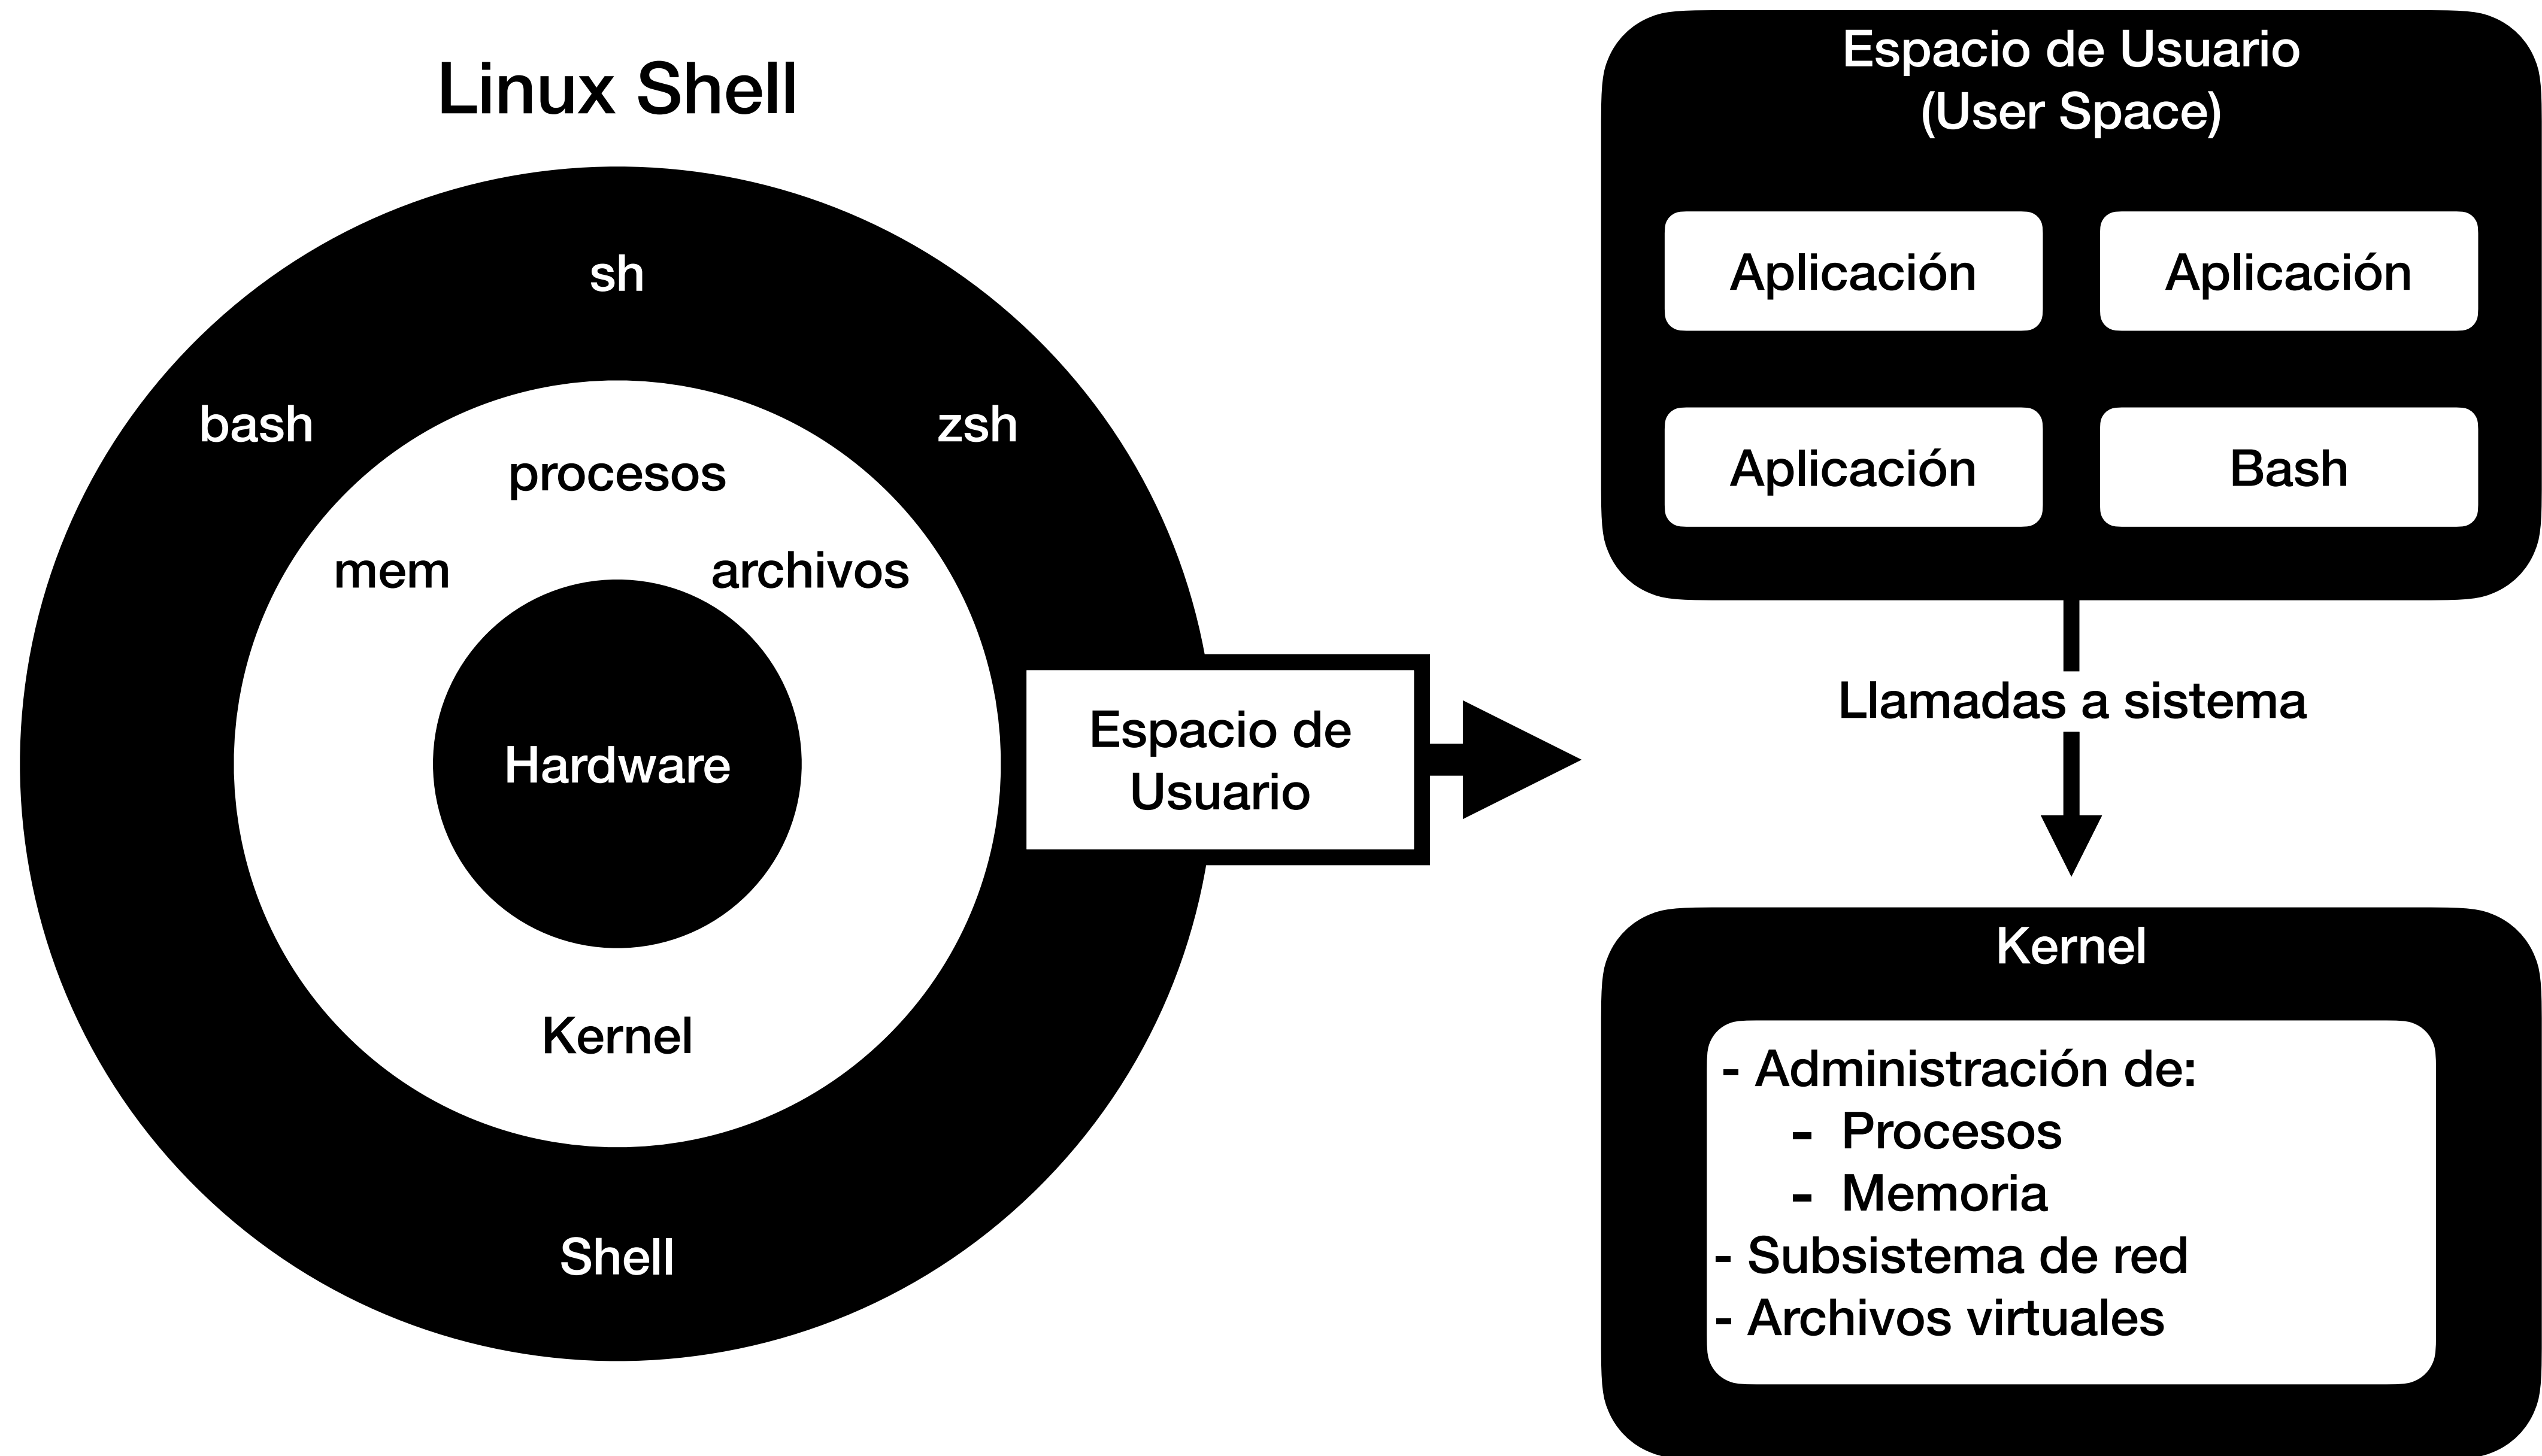 Linux Shell
sh
bash
zsh
procesos
mem
archivos
Hardware
Kernel
Shell
Espacio de
Usuario
Espacio de Usuario
(User Space)
Aplicación
Aplicación
Aplicación
Bash
Llamadas a sistema
Kernel
- Administración de:
- Procesos
- Memoria
- Subsistema de red
- Archivos virtuales